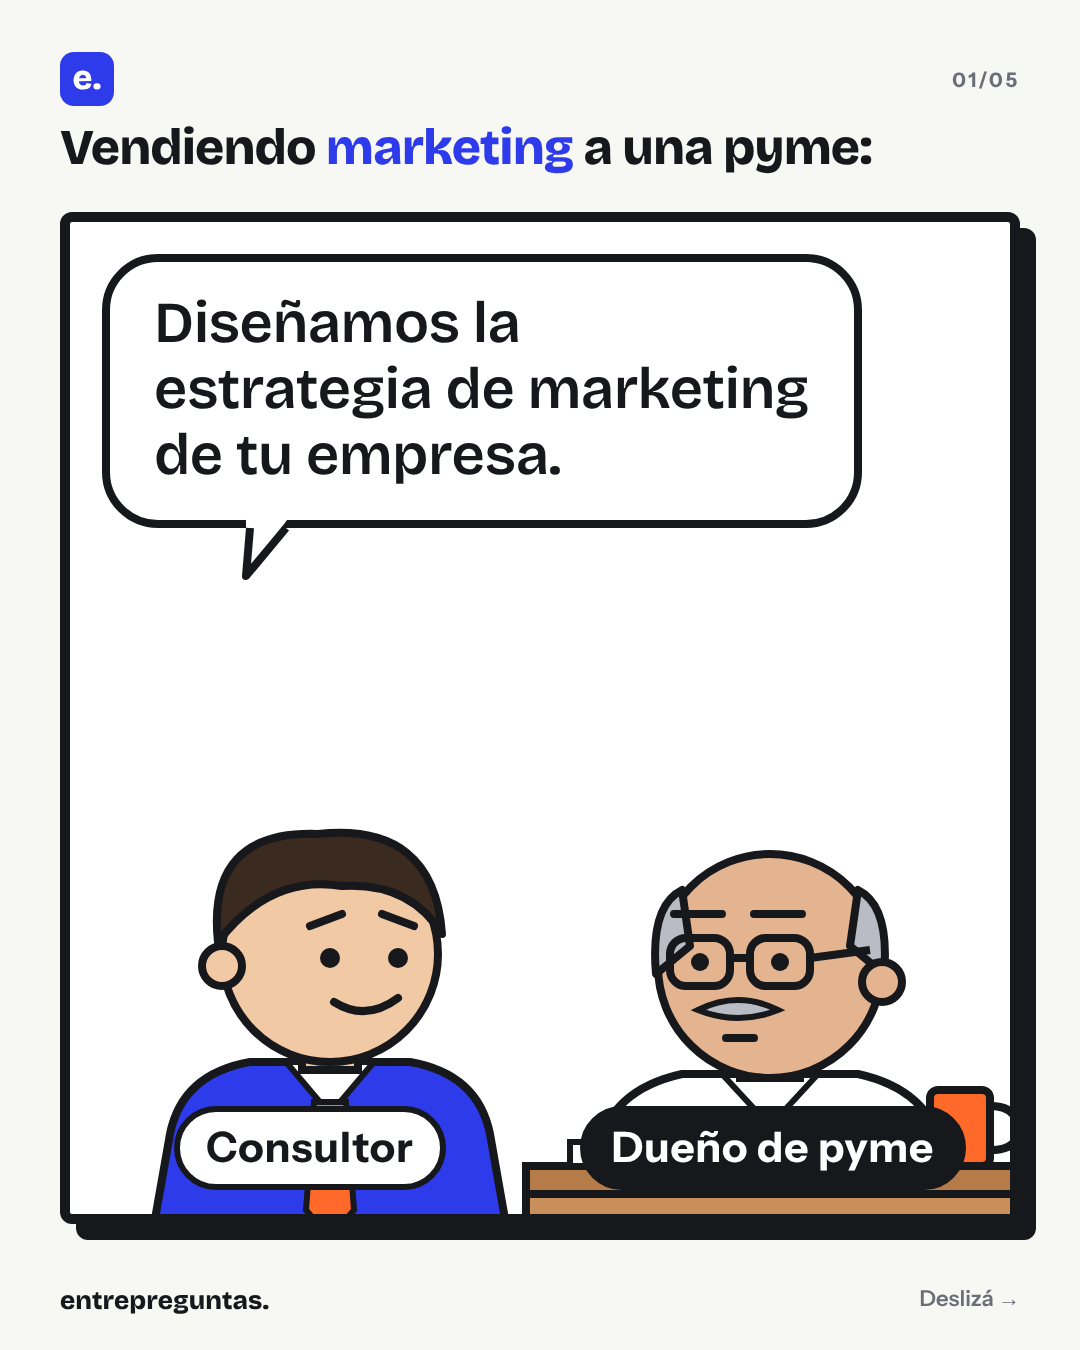 e.
01/05
Vendiendo marketing a una pyme:
Diseñamos la
estrategia de marketing
de tu empresa.
Consultor
Dueño de pyme
entrepreguntas.
Deslizá →